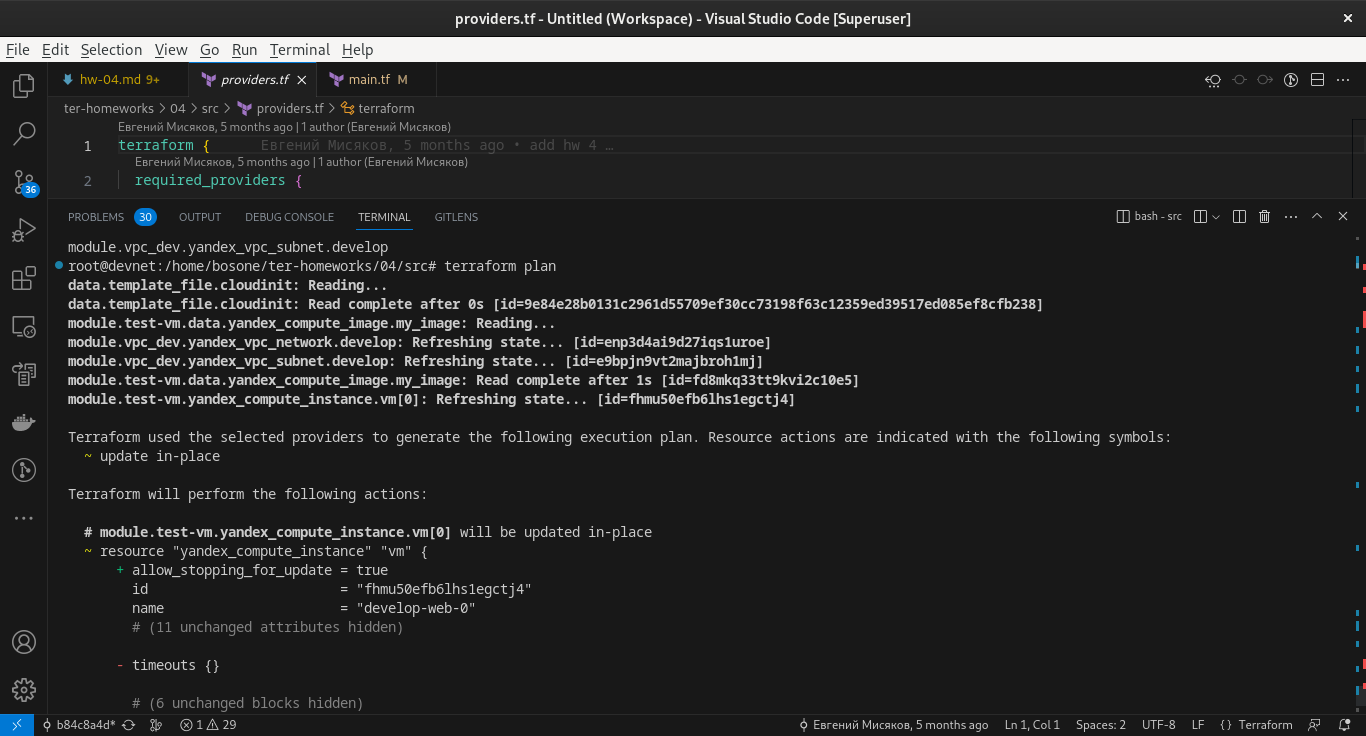 providers.tf - Untitled (Workspace) - Visual Studio Code [Superuser]
File Edit Selection View Go Run Terminal Help
hw-04.md 9+ providers.tf main.tf M
ter-homeworks > 04 > src > providers.tf > terraform
Евгений Мисяков, 5 months ago | 1 author (Евгений Мисяков)
1 terraform { Евгений Мисяков, 5 months ago • add hw 4 …
Евгений Мисяков, 5 months ago | 1 author (Евгений Мисяков)
2 required_providers {
36
PROBLEMS 30 OUTPUT DEBUG CONSOLE TERMINAL GITLENS bash - src
module.vpc_dev.yandex_vpc_subnet.develop
root@devnet:/home/bosone/ter-homeworks/04/src# terraform plan
data.template_file.cloudinit: Reading...
data.template_file.cloudinit: Read complete after 0s [id=9e84e28b0131c2961d55709ef30cc73198f63c12359ed39517ed085ef8cfb238]
module.test-vm.data.yandex_compute_image.my_image: Reading...
module.vpc_dev.yandex_vpc_network.develop: Refreshing state... [id=enp3d4ai9d27iqs1uroe]
module.vpc_dev.yandex_vpc_subnet.develop: Refreshing state... [id=e9bpjn9vt2majbroh1mj]
module.test-vm.data.yandex_compute_image.my_image: Read complete after 1s [id=fd8mkq33tt9kvi2c10e5]
module.test-vm.yandex_compute_instance.vm[0]: Refreshing state... [id=fhmu50efb6lhs1egctj4]
Terraform used the selected providers to generate the following execution plan. Resource actions are indicated with the following symbols:
~ update in-place
Terraform will perform the following actions:
# module.test-vm.yandex_compute_instance.vm[0] will be updated in-place
~ resource "yandex_compute_instance" "vm" {
+ allow_stopping_for_update = true
id = "fhmu50efb6lhs1egctj4"
name = "develop-web-0"
# (11 unchanged attributes hidden)
- timeouts {}
# (6 unchanged blocks hidden)
b84c8a4d* 1 29 Евгений Мисяков, 5 months ago Ln 1, Col 1 Spaces: 2 UTF-8 LF { } Terraform